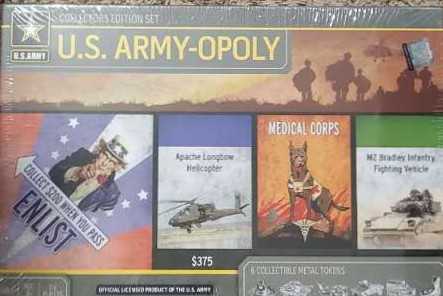 COLLECTORS EDITION SET
U.S. ARMY
U.S. ARMY-OPOLY
COLLECT $200 WHEN YOU PASS
ENLIST
Apache Longbow
Helicopter
$375
MEDICAL CORPS
M2 Bradley Infantry
Fighting Vehicle
OFFICIAL LICENSED PRODUCT OF THE U.S. ARMY
6 COLLECTIBLE METAL TOKENS